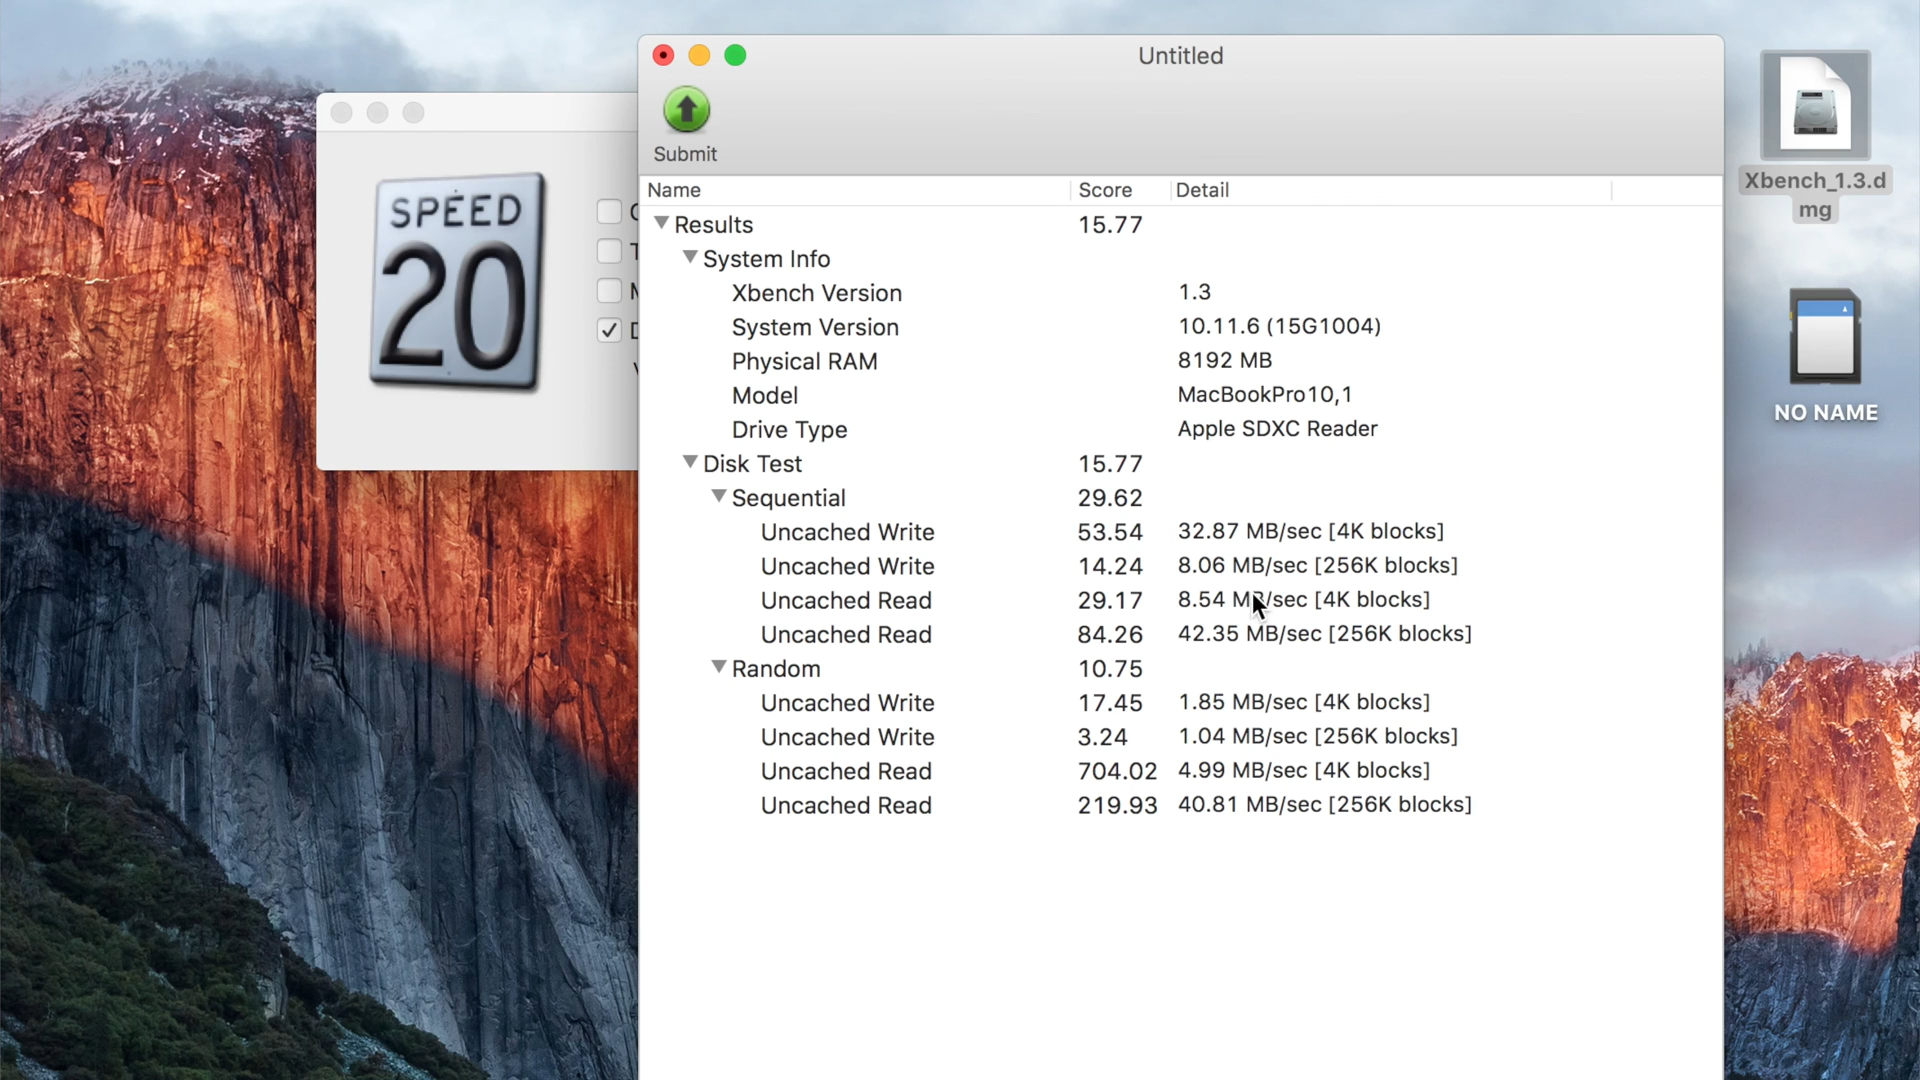 Untitled
Submit
Name Score Detail
Results 15.77
System Info
Xbench Version 1.3
System Version 10.11.6 (15G1004)
Physical RAM 8192 MB
Model MacBookPro10,1
Drive Type Apple SDXC Reader
Disk Test 15.77
Sequential 29.62
Uncached Write 53.54 32.87 MB/sec [4K blocks]
Uncached Write 14.24 8.06 MB/sec [256K blocks]
Uncached Read 29.17 8.54 MB/sec [4K blocks]
Uncached Read 84.26 42.35 MB/sec [256K blocks]
Random 10.75
Uncached Write 17.45 1.85 MB/sec [4K blocks]
Uncached Write 3.24 1.04 MB/sec [256K blocks]
Uncached Read 704.02 4.99 MB/sec [4K blocks]
Uncached Read 219.93 40.81 MB/sec [256K blocks]
SPEED
20
Xbench_1.3.d
mg
NO NAME